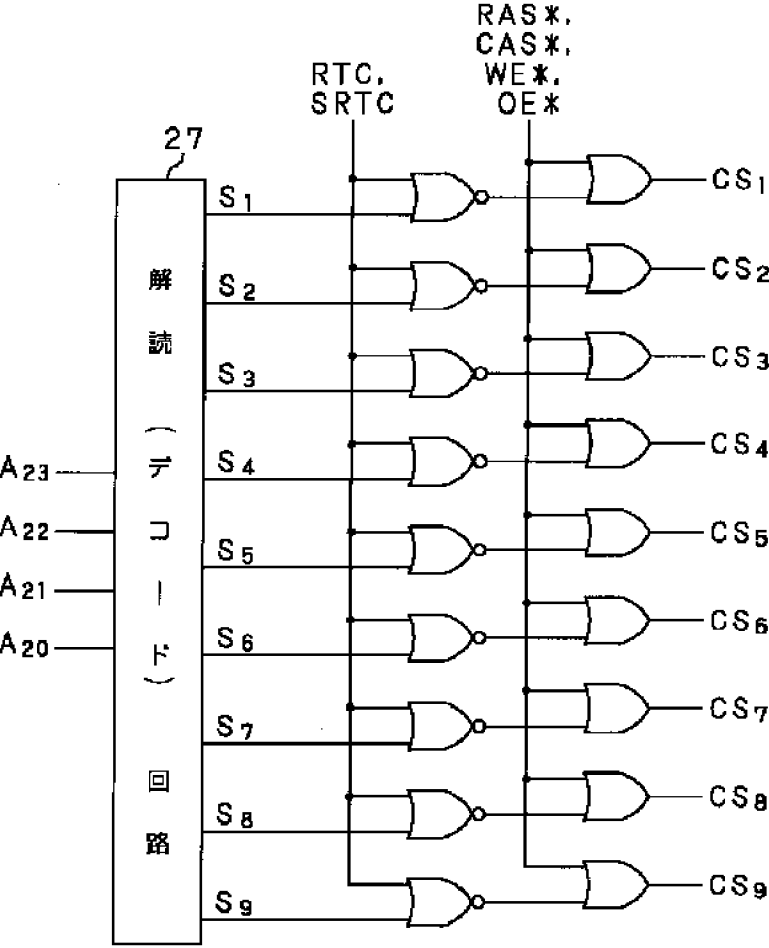 RAS*,
CAS*,
WE*,
OE*
RTC,
SRTC
27
解読(デコード)回路
A23
A22
A21
A20
S1
S2
S3
S4
S5
S6
S7
S8
S9
CS1
CS2
CS3
CS4
CS5
CS6
CS7
CS8
CS9